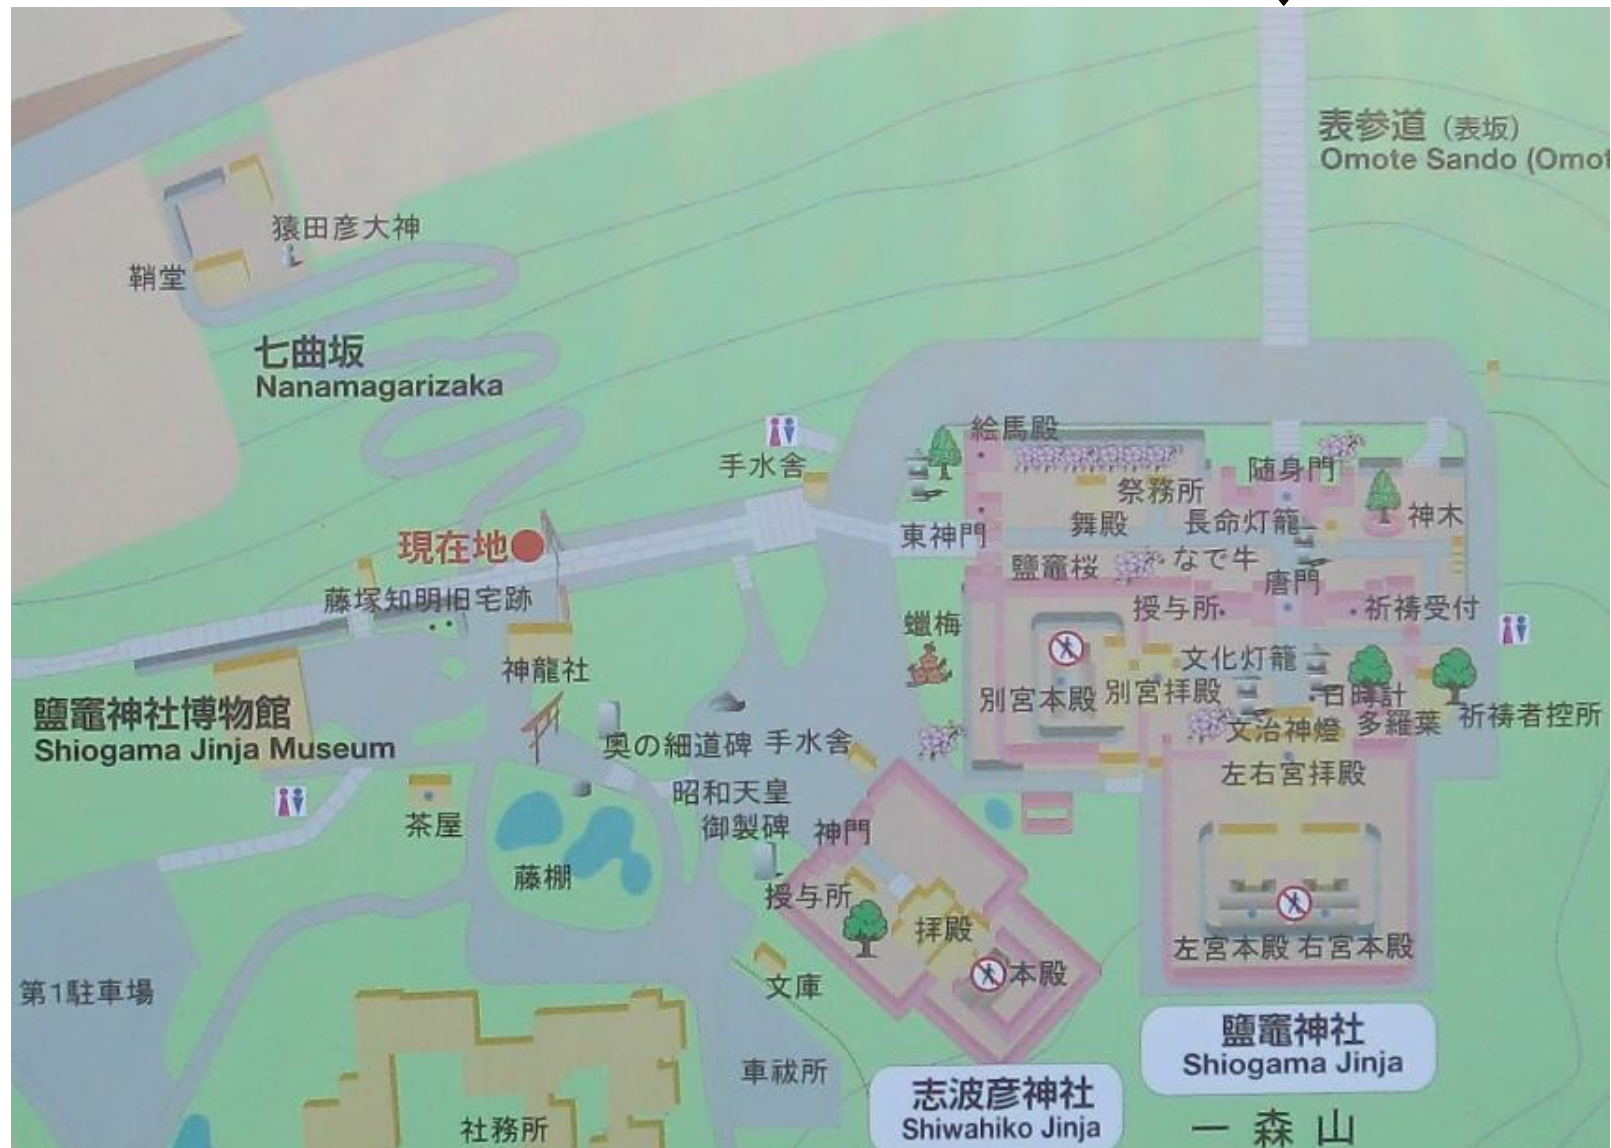 表参道（表坂）
Omote Sando (Omot
猿田彦大神
鞘堂
七曲坂
Nanamagarizaka
絵馬殿
手水舎
随身門
祭務所
舞殿
長命灯籠
神木
東神門
現在地
鹽竈桜
なで牛
唐門
藤塚知明旧宅跡
授与所
祈祷受付
蠟梅
神龍社
文化灯籠
別宮本殿
別宮拝殿
日時計
鹽竈神社博物館
Shiogama Jinja Museum
奥の細道碑
手水舎
文治神燈
多羅葉
祈祷者控所
左右宮拝殿
昭和天皇
御製碑
茶屋
神門
藤棚
授与所
拝殿
左宮本殿
右宮本殿
本殿
第1駐車場
文庫
鹽竈神社
Shiogama Jinja
車祓所
志波彦神社
Shiwahiko Jinja
社務所
一森山